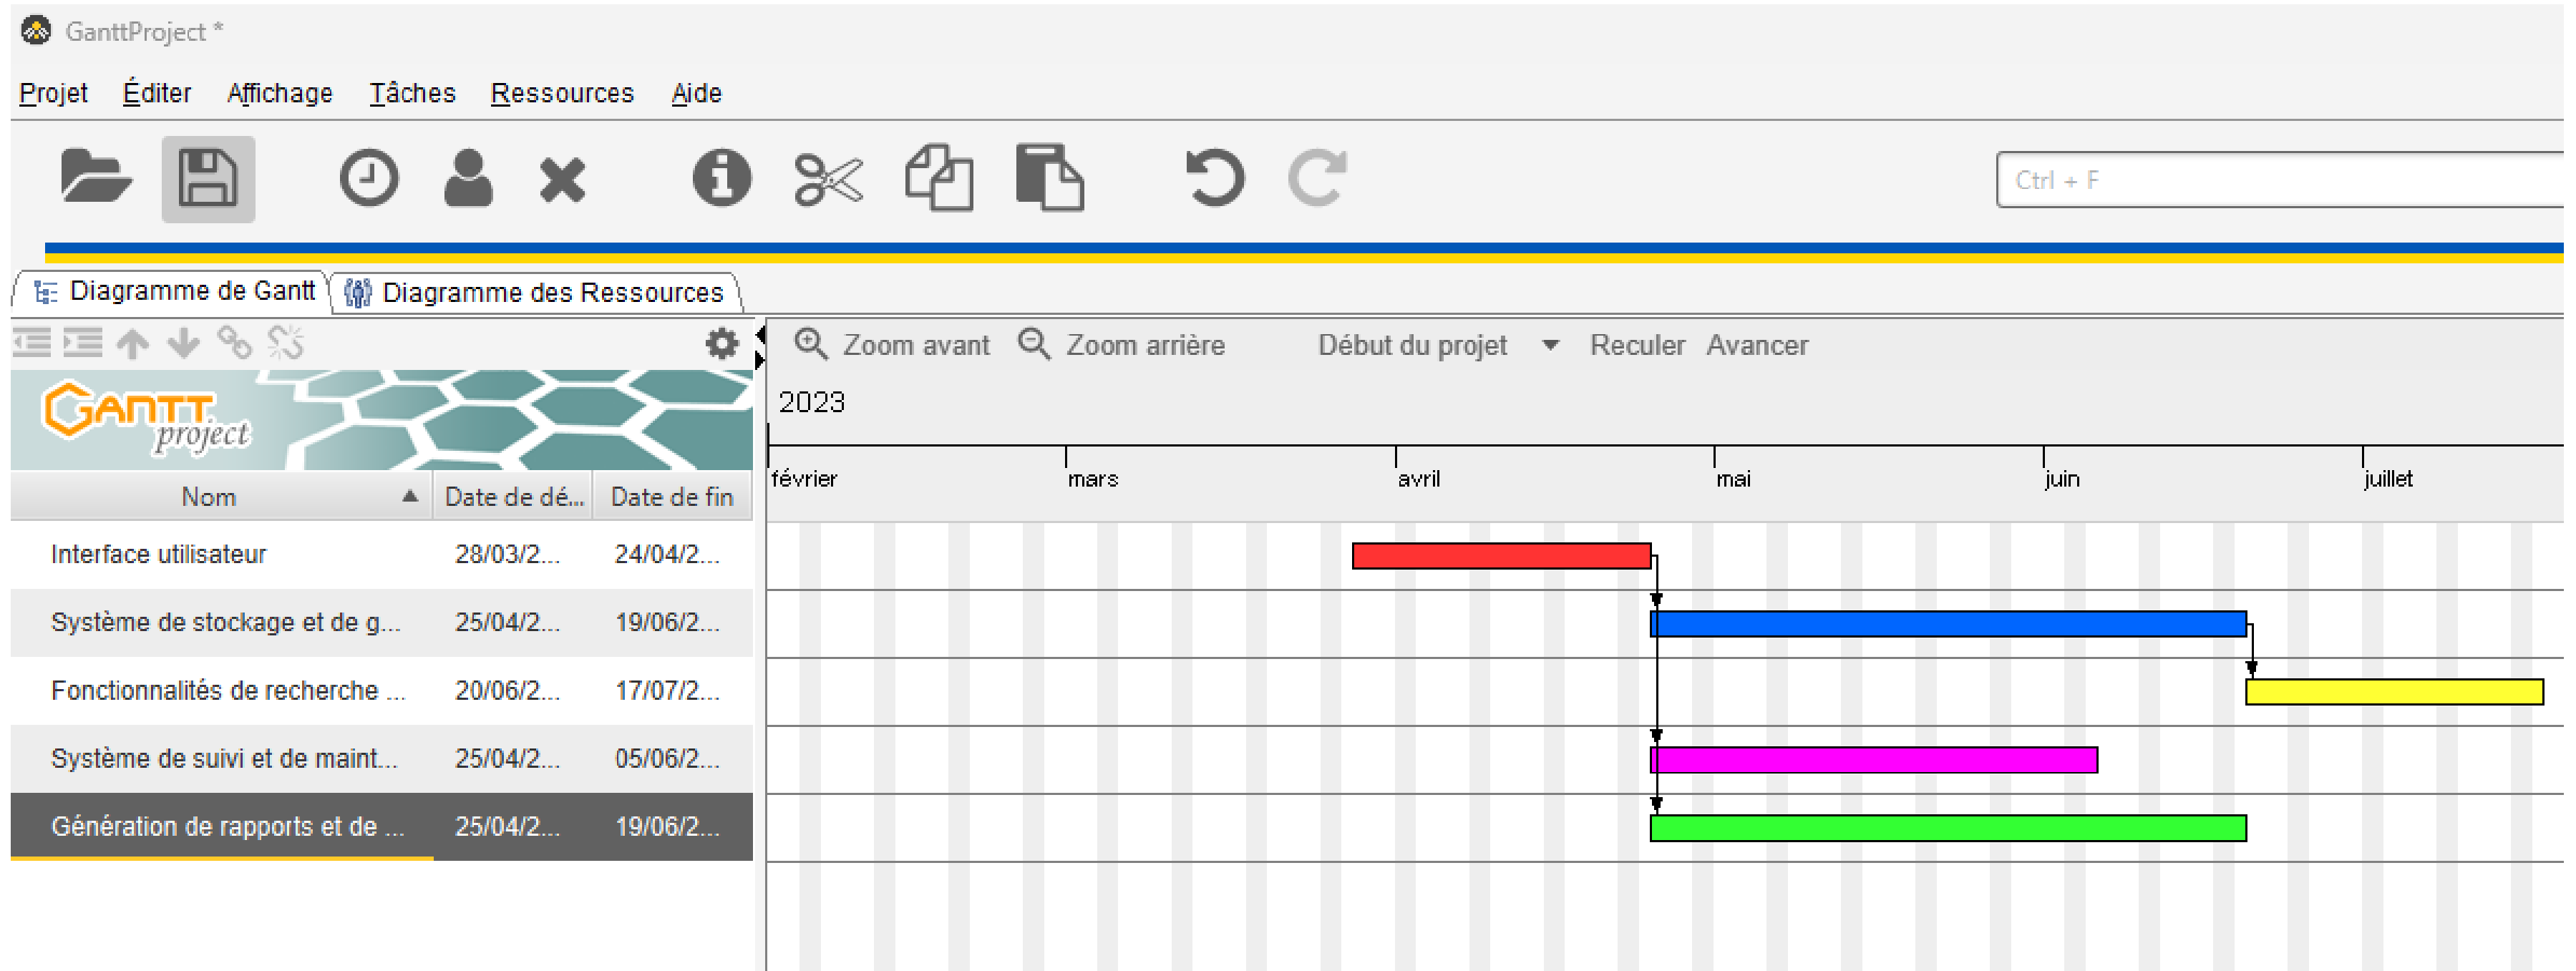 GanttProject *
Projet Éditer Affichage Tâches Ressources Aide
Ctrl + F
Diagramme de Gantt Diagramme des Ressources
Zoom avant Zoom arrière Début du projet Reculer Avancer
GANTT
project
2023
février mars avril mai juin juillet
Nom Date de dé... Date de fin
Interface utilisateur 28/03/2... 24/04/2...
Système de stockage et de g... 25/04/2... 19/06/2...
Fonctionnalités de recherche ... 20/06/2... 17/07/2...
Système de suivi et de maint... 25/04/2... 05/06/2...
Génération de rapports et de ... 25/04/2... 19/06/2...